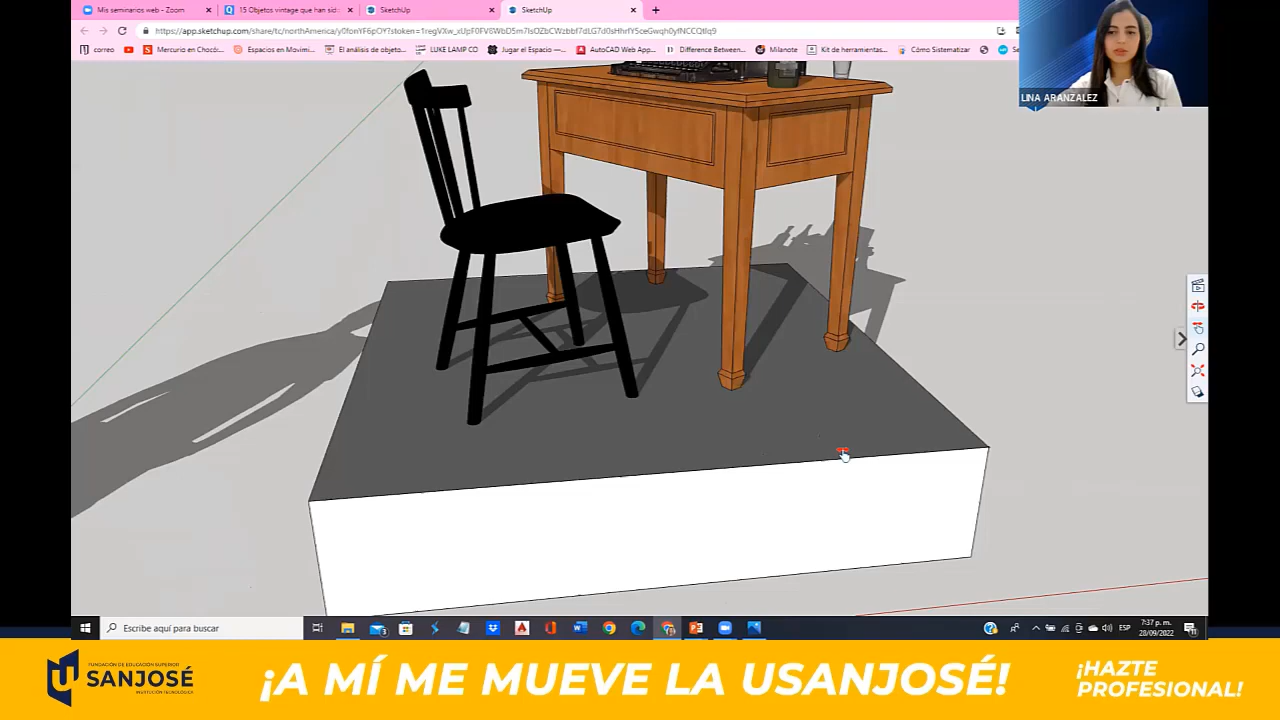 Mis seminarios web - Zoom
15 Objetos vintage que han sid
SketchUp
SketchUp
correo
Mercurio en Chocó...
Espacios en Movimi...
El análisis de objeto...
LUKE LAMP CO
Jugar el Espacio —...
AutoCAD Web App...
Difference Between...
Milanote
Kit de herramientas...
Cómo Sistematizar
LINA ARANZALEZ
Escribe aquí para buscar
ESP
7:37 p. m.
28/09/2022
FUNDACIÓN DE EDUCACIÓN SUPERIOR
SANJOSÉ
INSTITUCIÓN TECNOLÓGICA
¡A MÍ ME MUEVE LA USANJOSÉ!
¡HAZTE
PROFESIONAL!